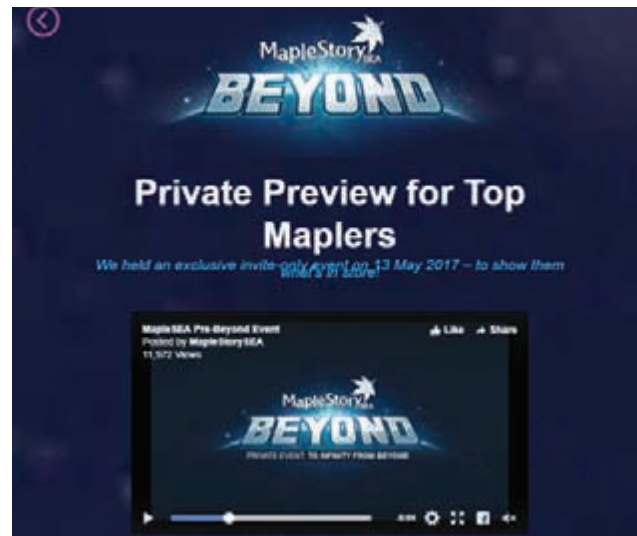 MapleStory SEA
BEYOND
Private Preview for Top
Maplers
We held an exclusive invite-only event on 13 May 2017 – to show them
what's in store!
MapleSEA Pre-Beyond Event
Like
Share
Posted by MapleStorySEA
11,972 Views
MapleStory SEA
BEYOND
PRIVATE EVENT: TO INFINITY FROM BEYOND